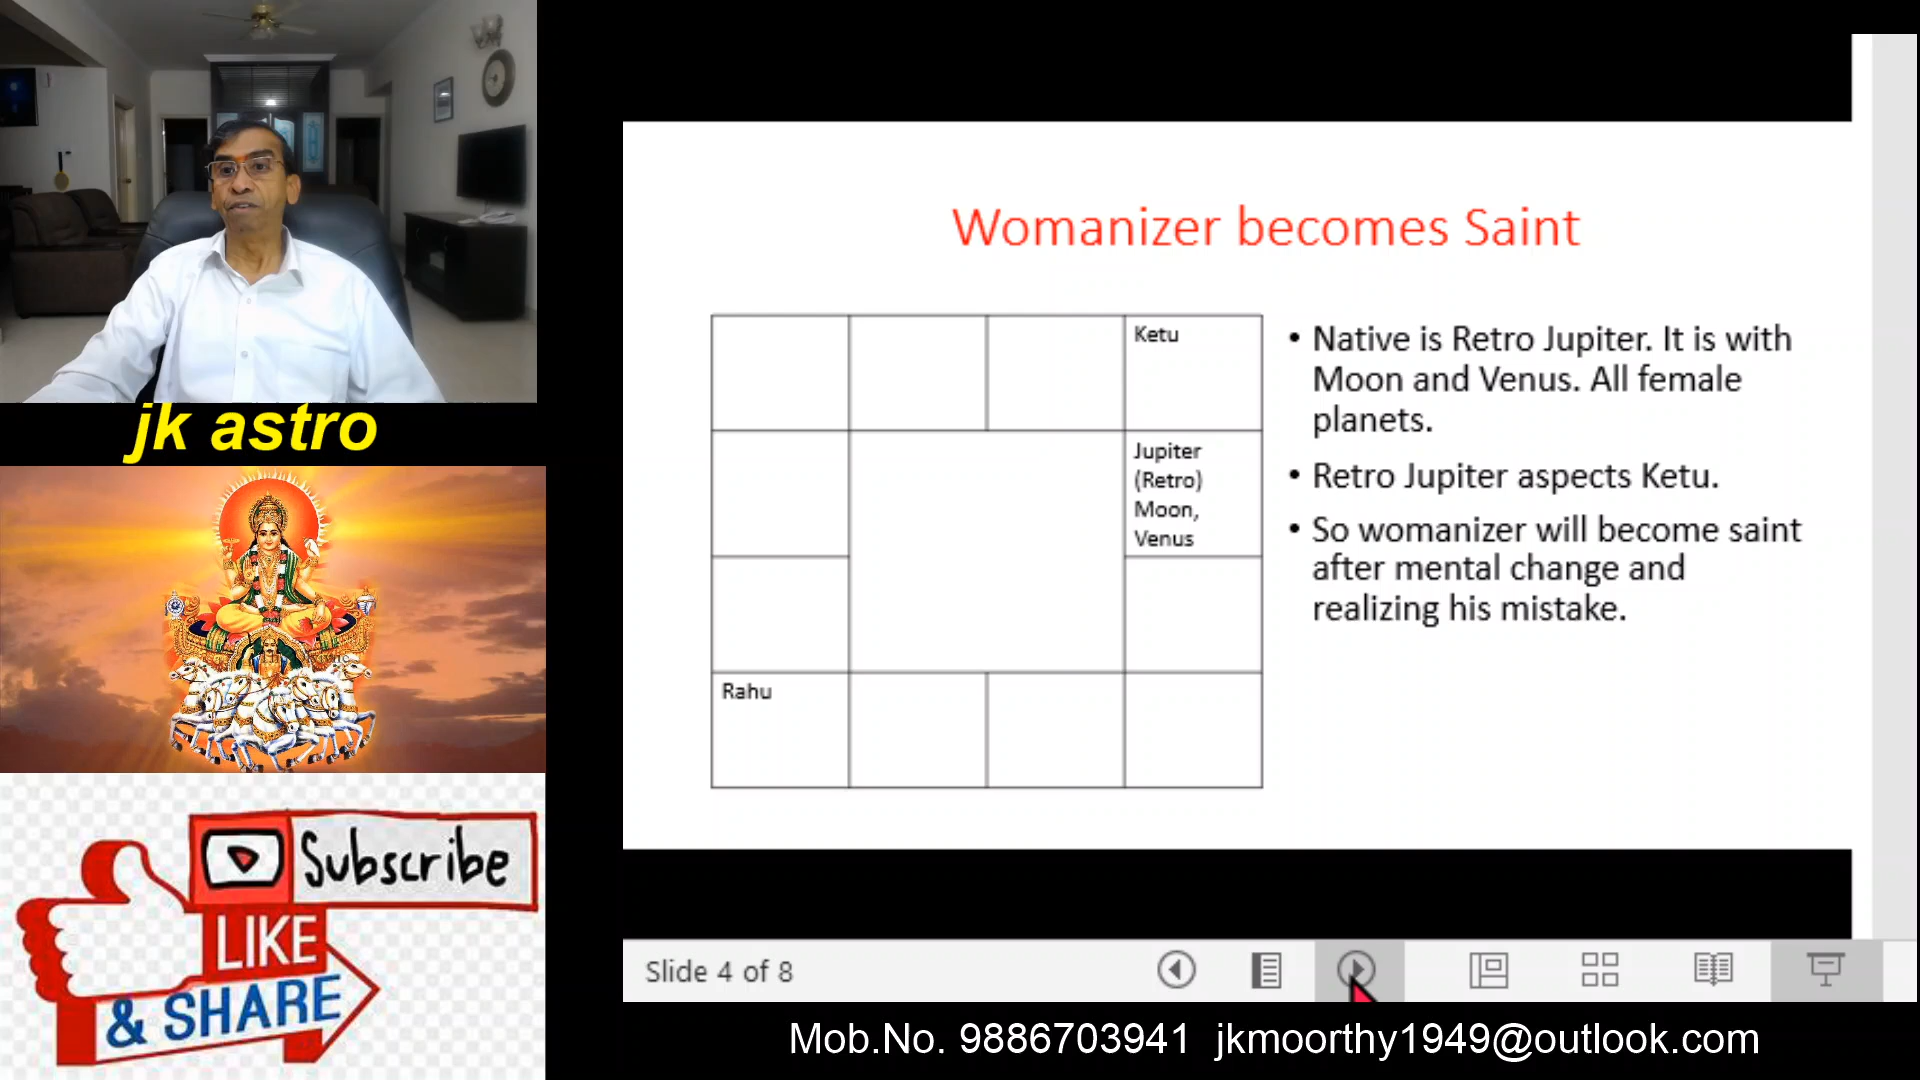 jk astro
Subscribe
LIKE
& SHARE
Womanizer becomes Saint
Ketu
Jupiter
(Retro)
Moon,
Venus
Rahu
• Native is Retro Jupiter. It is with
Moon and Venus. All female
planets.
• Retro Jupiter aspects Ketu.
• So womanizer will become saint
after mental change and
realizing his mistake.
Slide 4 of 8
Mob.No. 9886703941 jkmoorthy1949@outlook.com